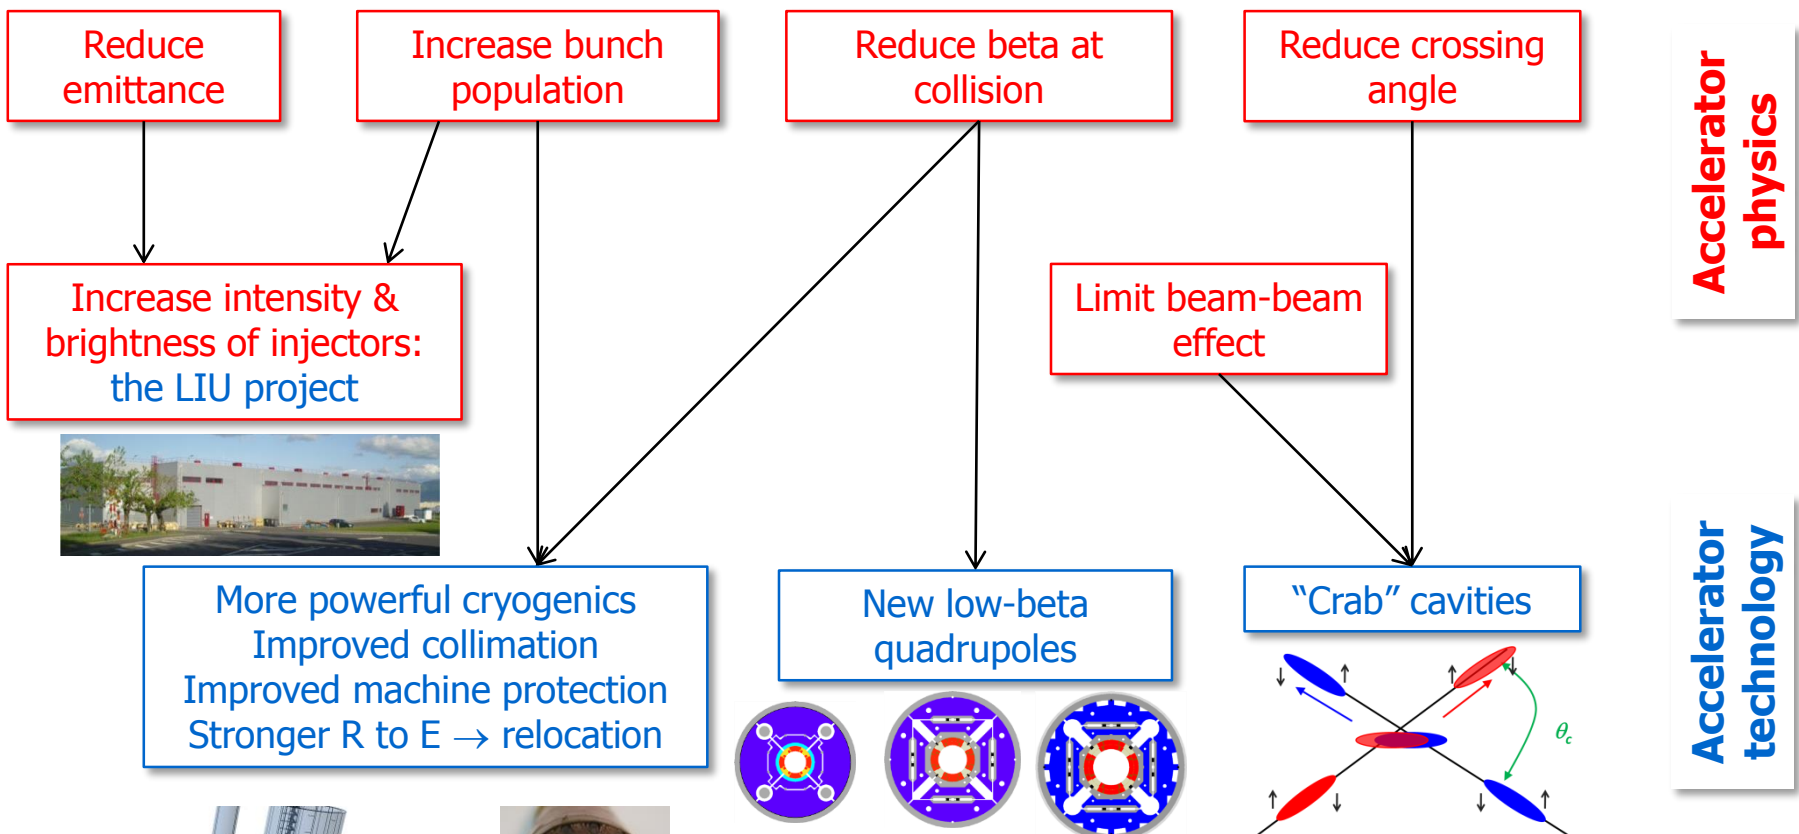 Reduce
emittance
Increase bunch
population
Reduce beta at
collision
Reduce crossing
angle
Accelerator
physics
Increase intensity &
brightness of injectors:
the LIU project
Limit beam-beam
effect
More powerful cryogenics
Improved collimation
Improved machine protection
Stronger R to E → relocation
New low-beta
quadrupoles
“Crab” cavities
θc
Accelerator
technology